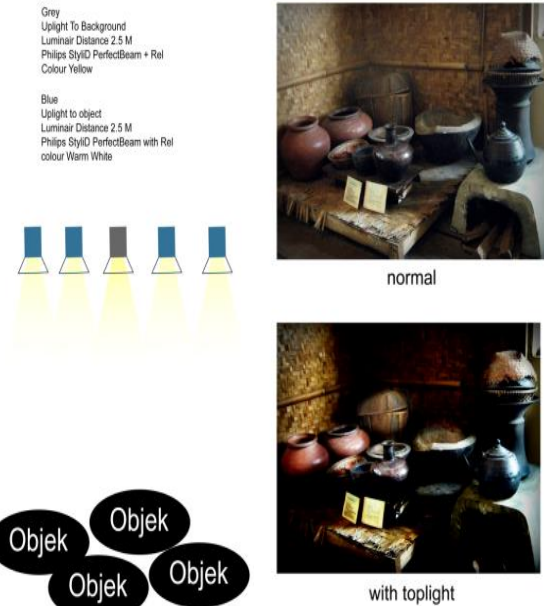 Grey
Uplight To Background
Luminair Distance 2.5 M
Philips StyliD PerfectBeam + Rel
Colour Yellow
Blue
Uplight to object
Luminair Distance 2.5 M
Philips StyliD PerfectBeam with Rel
colour Warm White
normal
Objek
Objek
Objek
Objek
with toplight